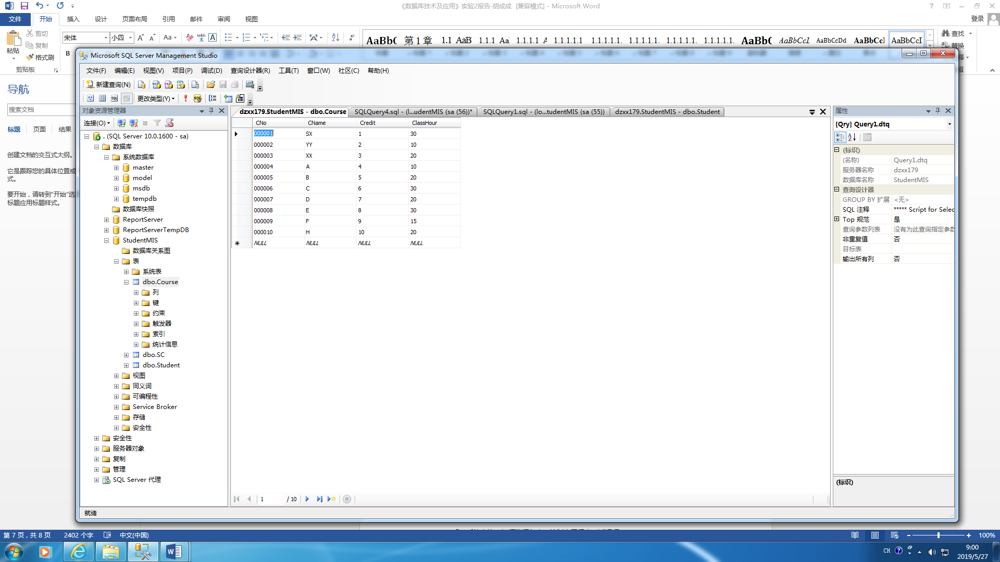 《数据库技术及应用》实验2报告-胡成成 [兼容模式] - Microsoft Word
文件 开始 插入 设计 页面布局 引用 邮件 审阅 视图 登录
粘贴 剪切 复制 格式刷 剪贴板
宋体 小四
AaBbC 第 1 章 1.1 AaB 1.1.1 Aa 1.1.1.1 A 1.1.1.1.1 1.1.1.1.1. 1.1.1.1.1. 1.1.1.1.1. AaBbC AaBbCcL AaBbCcDd AaBbCcI AaBbCcI
查找
替换
导航
搜索文档
标题 页面 结果
创建文档的交互式大纲。
它是跟踪您的具体位置或
式。
要开始，请转到“开始”选
标题应用标题样式。
Microsoft SQL Server Management Studio
文件(F) 编辑(E) 视图(V) 项目(P) 调试(D) 查询设计器(R) 工具(T) 窗口(W) 社区(C) 帮助(H)
新建查询(N)
更改类型(Y)
对象资源管理器
连接(O)
. (SQL Server 10.0.1600 - sa)
数据库
系统数据库
master
model
msdb
tempdb
数据库快照
ReportServer
ReportServerTempDB
StudentMIS
数据库关系图
表
系统表
dbo.Course
列
键
约束
触发器
索引
统计信息
dbo.SC
dbo.Student
视图
同义词
可编程性
Service Broker
存储
安全性
安全性
服务器对象
复制
管理
SQL Server 代理
dzxx179.StudentMIS - dbo.Course SQLQuery4.sql - (l...udentMIS (sa (56))* SQLQuery1.sql - (lo...tudentMIS (sa (55)) dzxx179.StudentMIS - dbo.Student
CNo CName Credit ClassHour
000001 SX 1 30
000002 YY 2 10
000003 XX 3 20
000004 A 4 10
000005 B 5 20
000006 C 6 30
000007 D 7 20
000008 E 8 30
000009 F 9 15
000010 H 10 20
NULL NULL NULL NULL
1 / 10
属性
[Qry] Query1.dtq
(标识)
(名称) Query1.dtq
服务器名称 dzxx179
数据库名称 StudentMIS
查询设计器
GROUP BY 扩展 <无>
SQL 注释 ***** Script for Selec
Top 规范 是
查询参数列表 没有为此查询指定参数
非重复值 否
目标表
输出所有列 否
(标识)
就绪
第 7 页，共 8 页 2402 个字 中文(中国) 100%
CH 9:00
2019/5/27